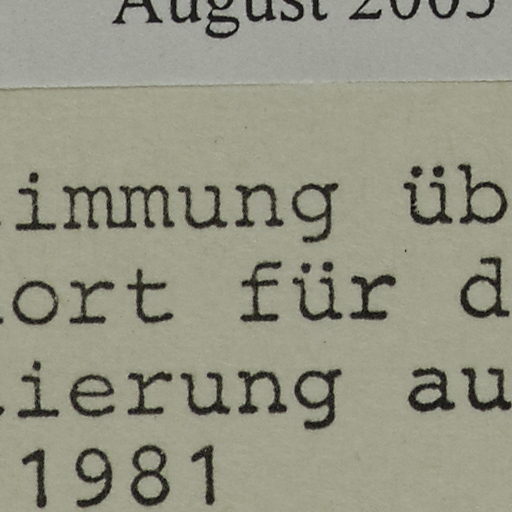 August 2005
immung üb
ort für d
ierung au
1981